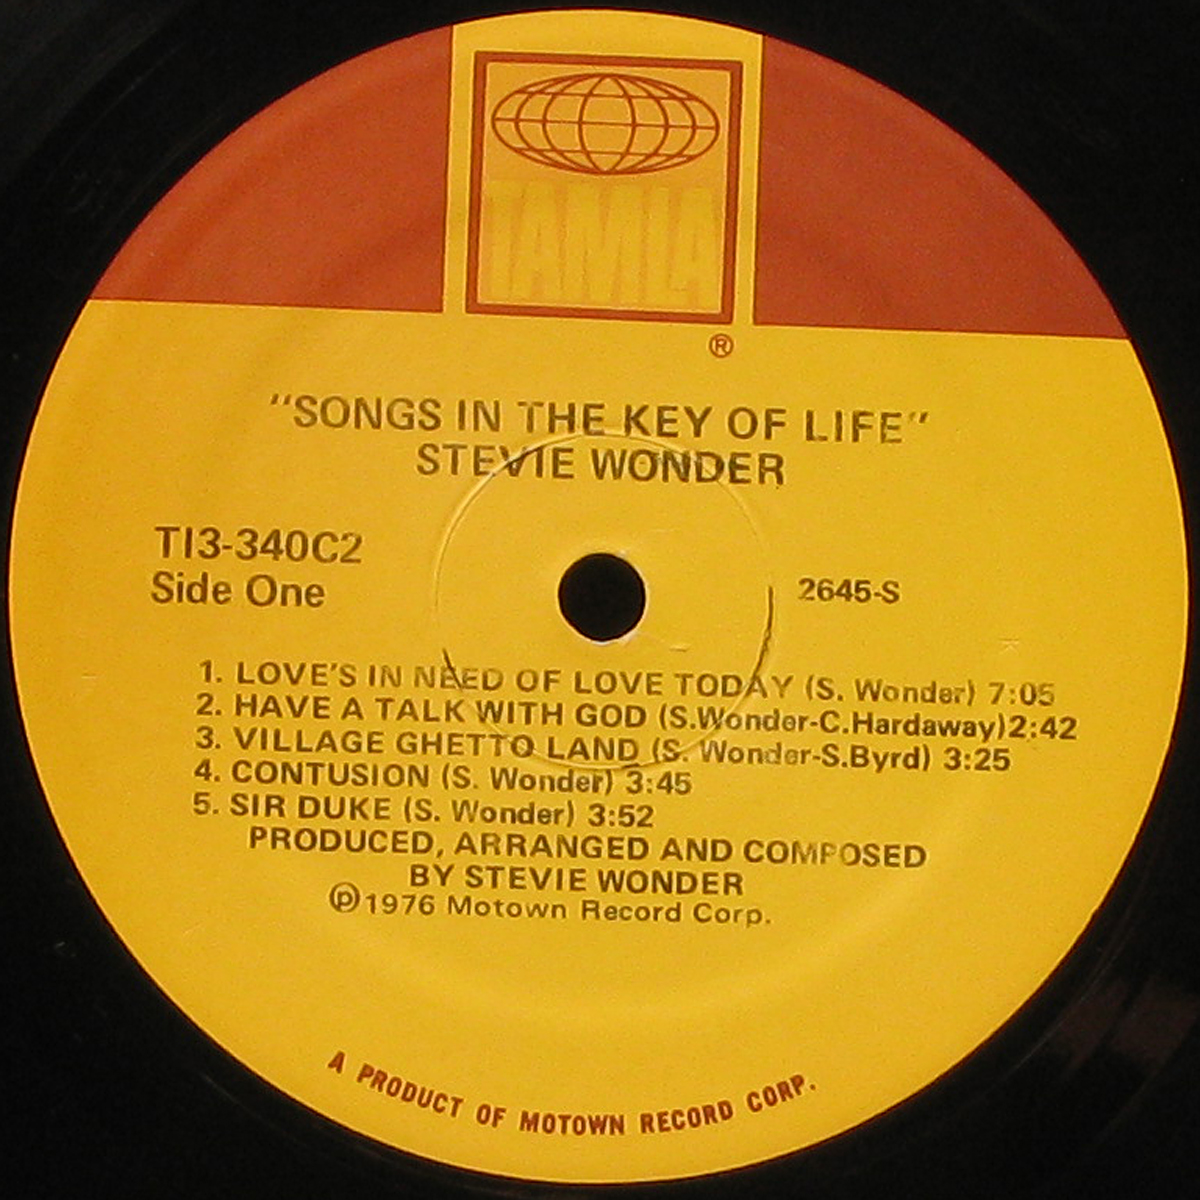 TAMLA
®
"SONGS IN THE KEY OF LIFE"
STEVIE WONDER
T13-340C2
Side One
2645-S
1. LOVE'S IN NEED OF LOVE TODAY (S. Wonder) 7:05
2. HAVE A TALK WITH GOD (S.Wonder-C.Hardaway)2:42
3. VILLAGE GHETTO LAND (S. Wonder-S.Byrd) 3:25
4. CONTUSION (S. Wonder) 3:45
5. SIR DUKE (S. Wonder) 3:52
PRODUCED, ARRANGED AND COMPOSED
BY STEVIE WONDER
℗1976 Motown Record Corp.
A PRODUCT OF MOTOWN RECORD CORP.